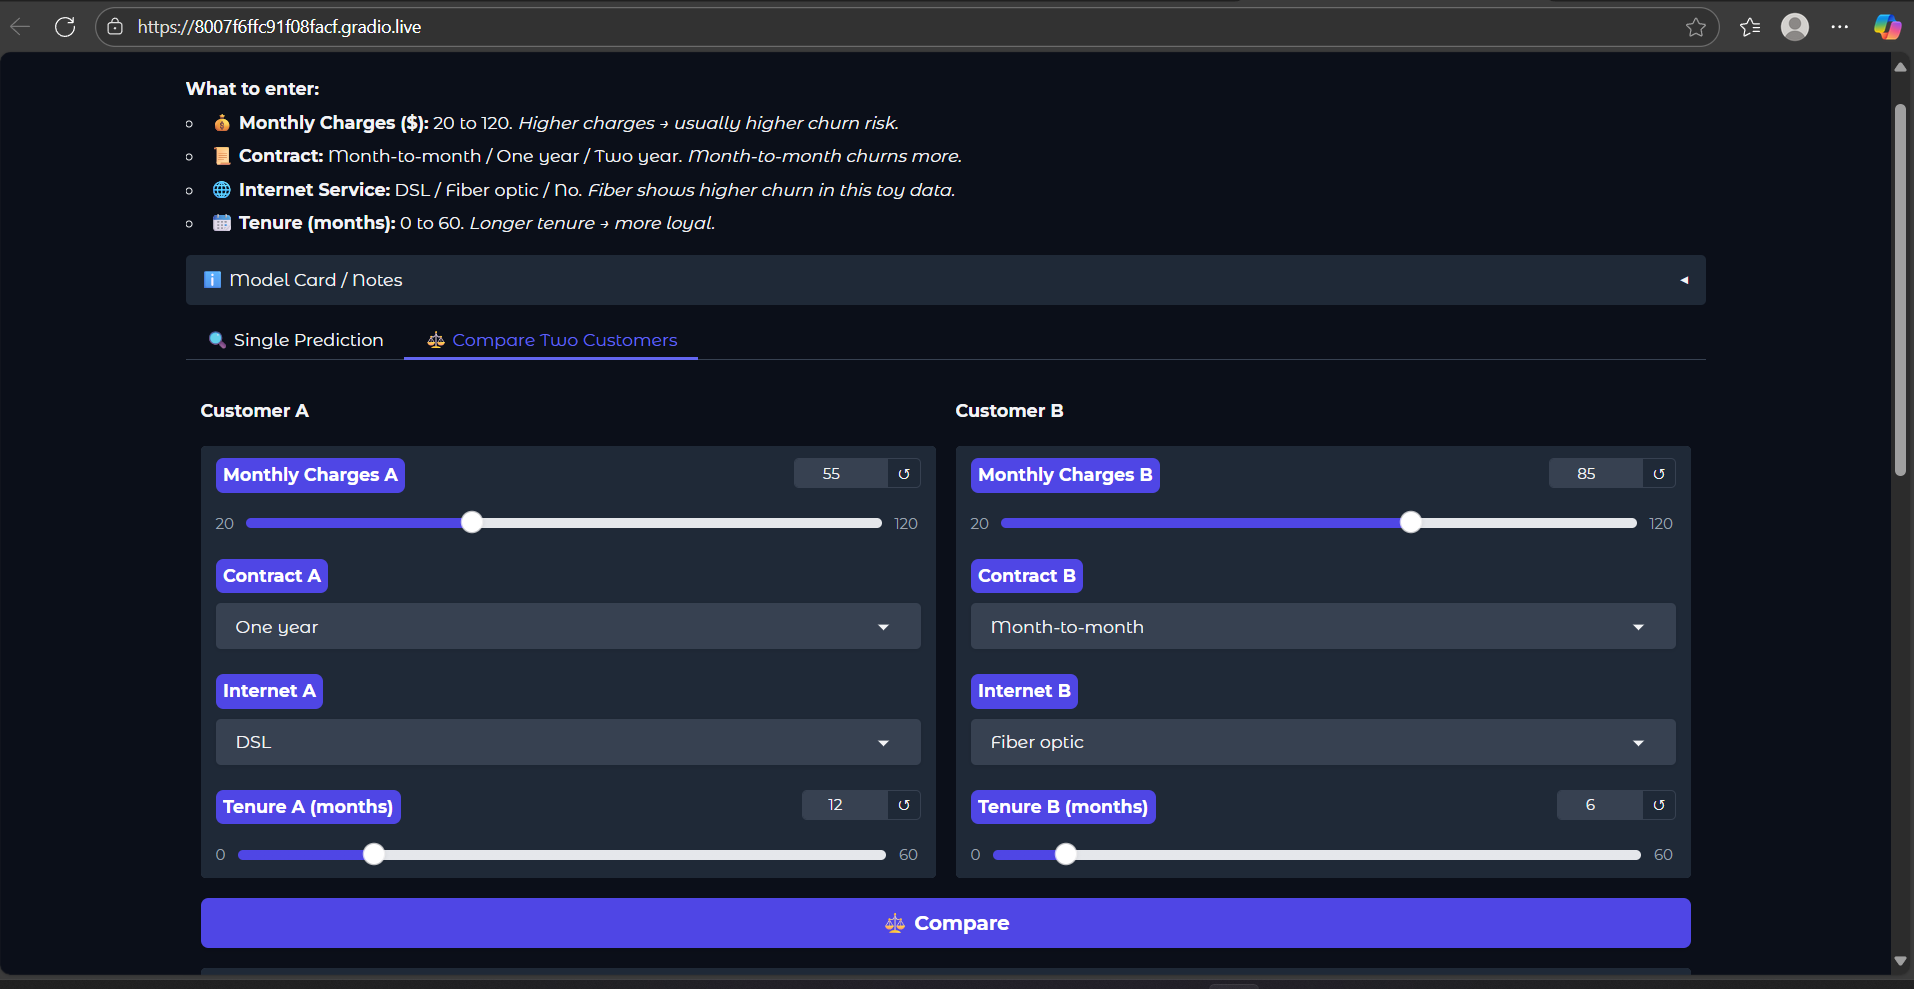 https://8007f6ffc91f08facf.gradio.live
What to enter:
💰 Monthly Charges ($): 20 to 120. Higher charges → usually higher churn risk.
📜 Contract: Month-to-month / One year / Two year. Month-to-month churns more.
🌐 Internet Service: DSL / Fiber optic / No. Fiber shows higher churn in this toy data.
📅 Tenure (months): 0 to 60. Longer tenure → more loyal.
ℹ️ Model Card / Notes
🔍 Single Prediction
⚖️ Compare Two Customers
Customer A
Monthly Charges A
55
20
120
Contract A
One year
Internet A
DSL
Tenure A (months)
12
0
60
Customer B
Monthly Charges B
85
20
120
Contract B
Month-to-month
Internet B
Fiber optic
Tenure B (months)
6
0
60
⚖️ Compare